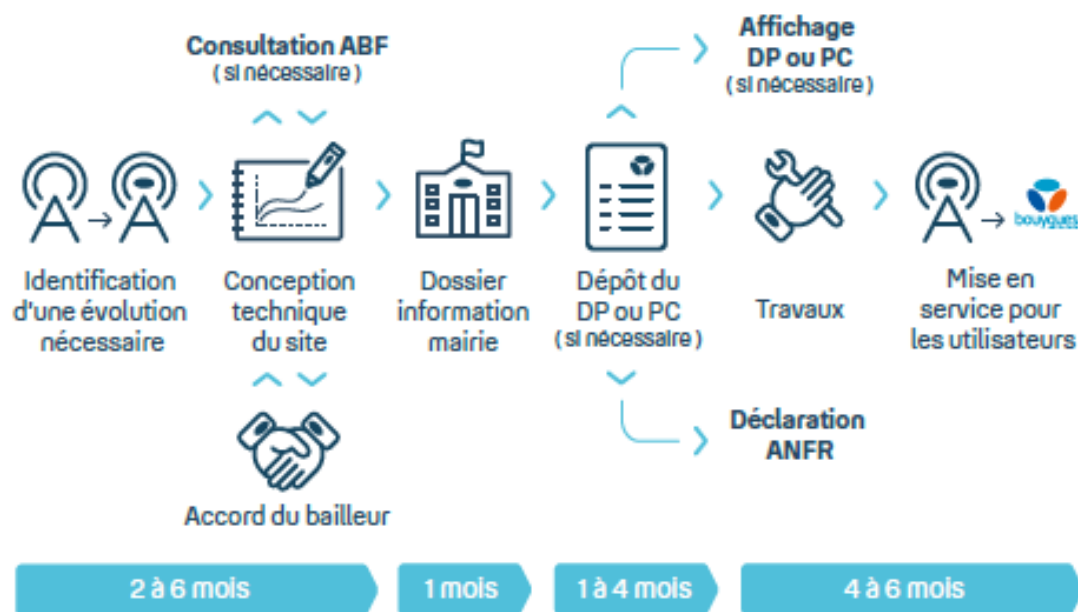 Consultation ABF
( si nécessaire )
Affichage
DP ou PC
( si nécessaire )
Identification
d'une évolution
nécessaire
Conception
technique
du site
Dossier
information
mairie
Dépôt du
DP ou PC
( si nécessaire )
Travaux
bouygues
Mise en
service pour
les utilisateurs
Accord du bailleur
Déclaration
ANFR
2 à 6 mois
1 mois
1 à 4 mois
4 à 6 mois